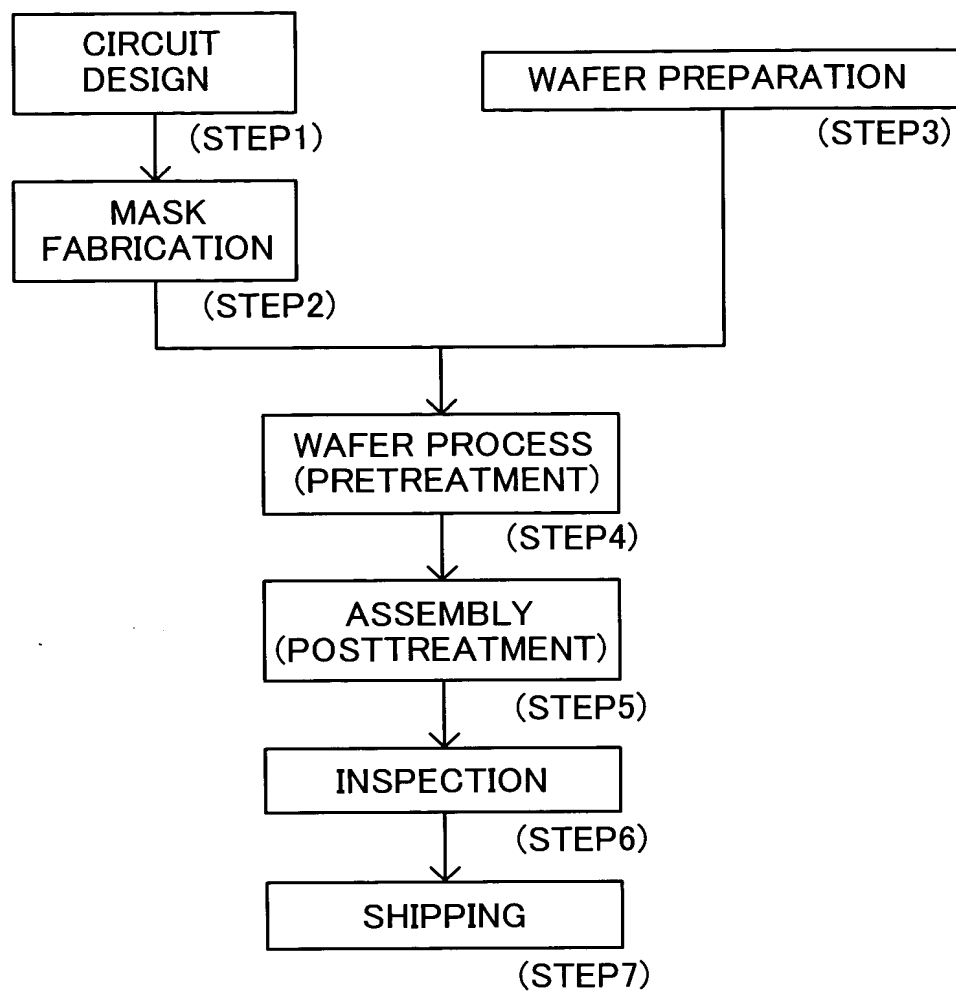 CIRCUIT
DESIGN
(STEP1)
WAFER PREPARATION
(STEP3)
MASK
FABRICATION
(STEP2)
WAFER PROCESS
(PRETREATMENT)
(STEP4)
ASSEMBLY
(POSTTREATMENT)
(STEP5)
INSPECTION
(STEP6)
SHIPPING
(STEP7)